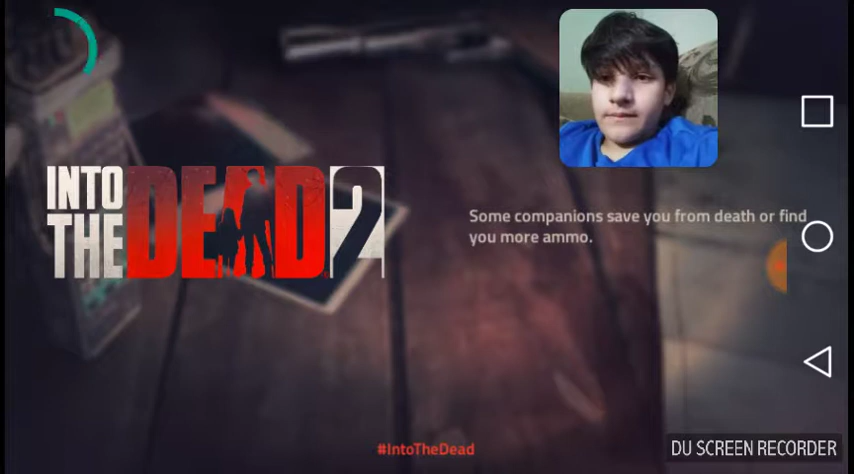 INTO
THE
DEAD 2
Some companions save you from death or find
you more ammo.
#IntoTheDead
DU SCREEN RECORDER